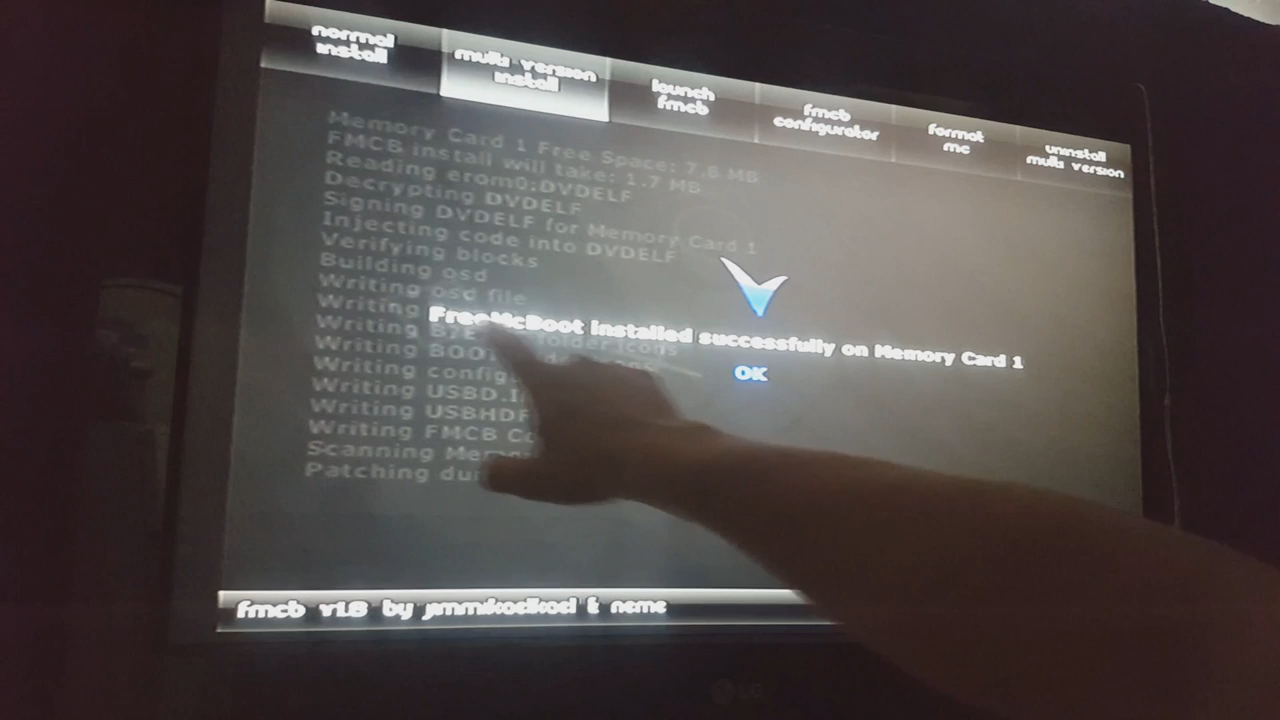 normal
install
multi version
install
launch
fmcb
fmcb
configurator
format
mc
uninstall
multi version
Memory Card 1 Free Space: 7.6 MB
FMCB install will take: 1.7 MB
Reading erom0:DVDELF
Decrypting DVDELF
Signing DVDELF for Memory Card 1
Injecting code into DVDELF
Verifying blocks
Building osd
Writing osd file
Writing
FreeMcBoot installed successfully on Memory Card 1
Writing folder icons
Writing
OK
Writing
Writing
Writing
Writing FMCB
Scanning
Patching
fmcb v1.8 by jimmikaelkael & neme
LG